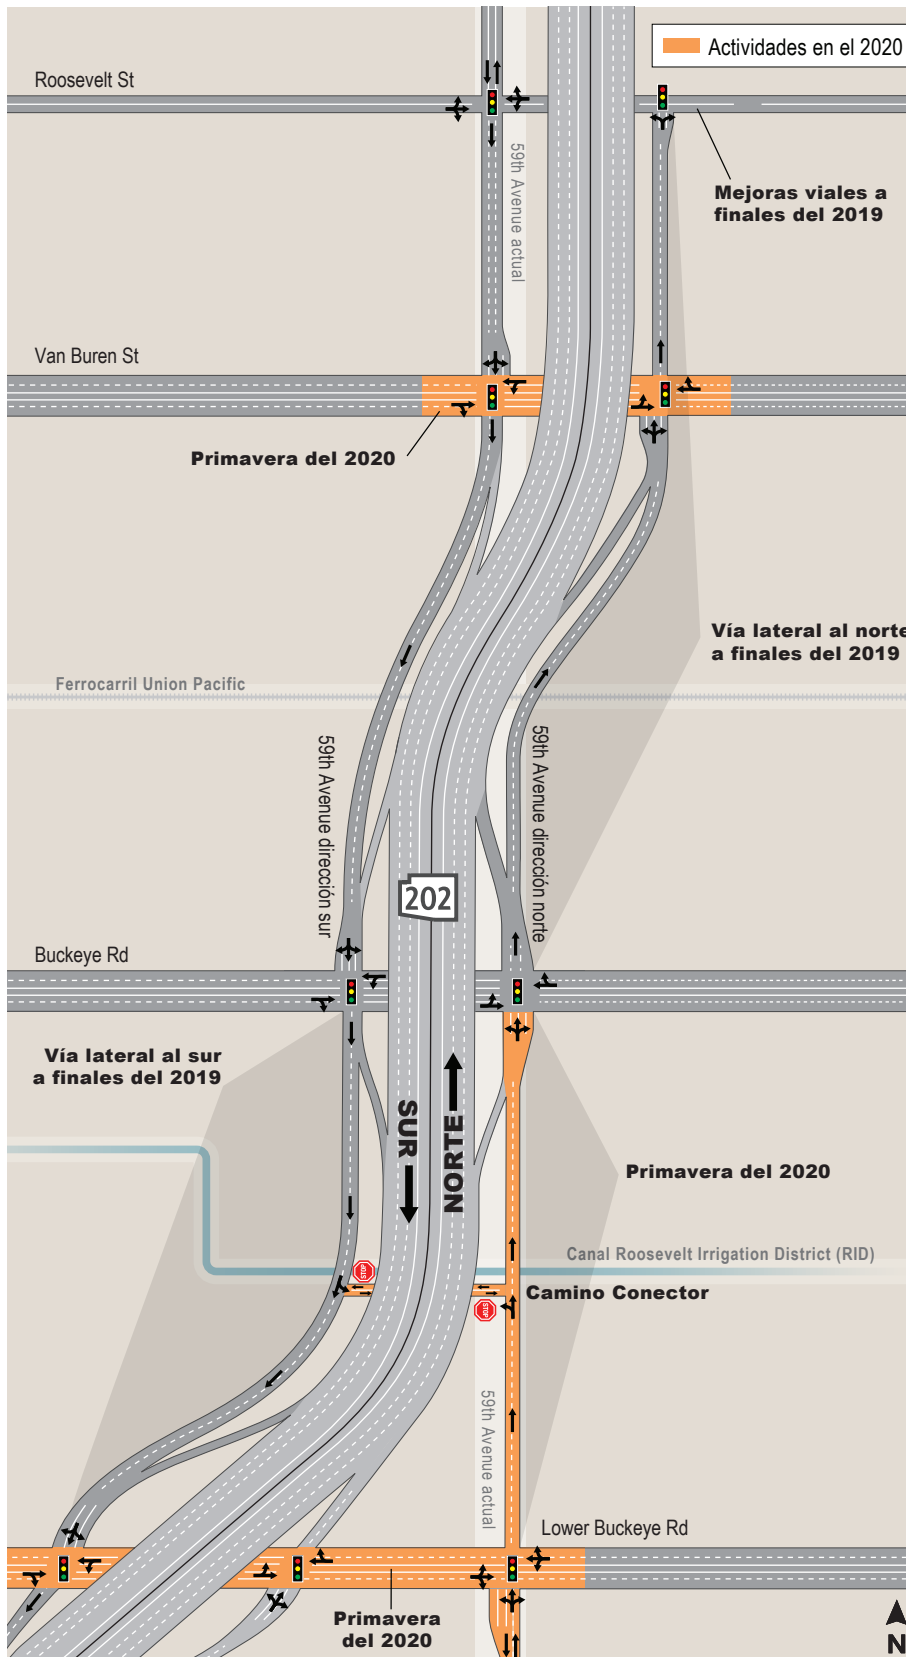 Actividades en el 2020
Roosevelt St
59th Avenue actual
Mejoras viales a
finales del 2019
Van Buren St
Primavera del 2020
Vía lateral al norte
a finales del 2019
Ferrocarril Union Pacific
59th Avenue dirección sur
59th Avenue dirección norte
202
Buckeye Rd
Vía lateral al sur
a finales del 2019
SUR
NORTE
Primavera del 2020
Canal Roosevelt Irrigation District (RID)
STOP
Camino Conector
STOP
59th Avenue actual
Lower Buckeye Rd
Primavera
del 2020
N